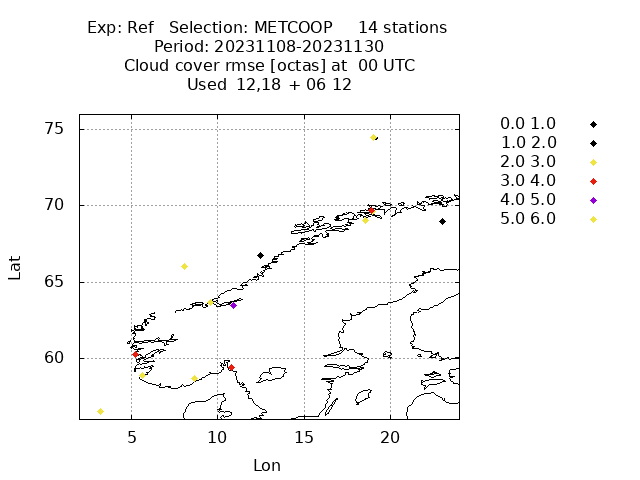 Exp: Ref   Selection: METCOOP     14 stations
Period: 20231108-20231130
Cloud cover rmse [octas] at  00 UTC
Used  12,18 + 06 12
75
70
65
60
5
10
15
20
Lat
Lon
0.0 1.0
1.0 2.0
2.0 3.0
3.0 4.0
4.0 5.0
5.0 6.0